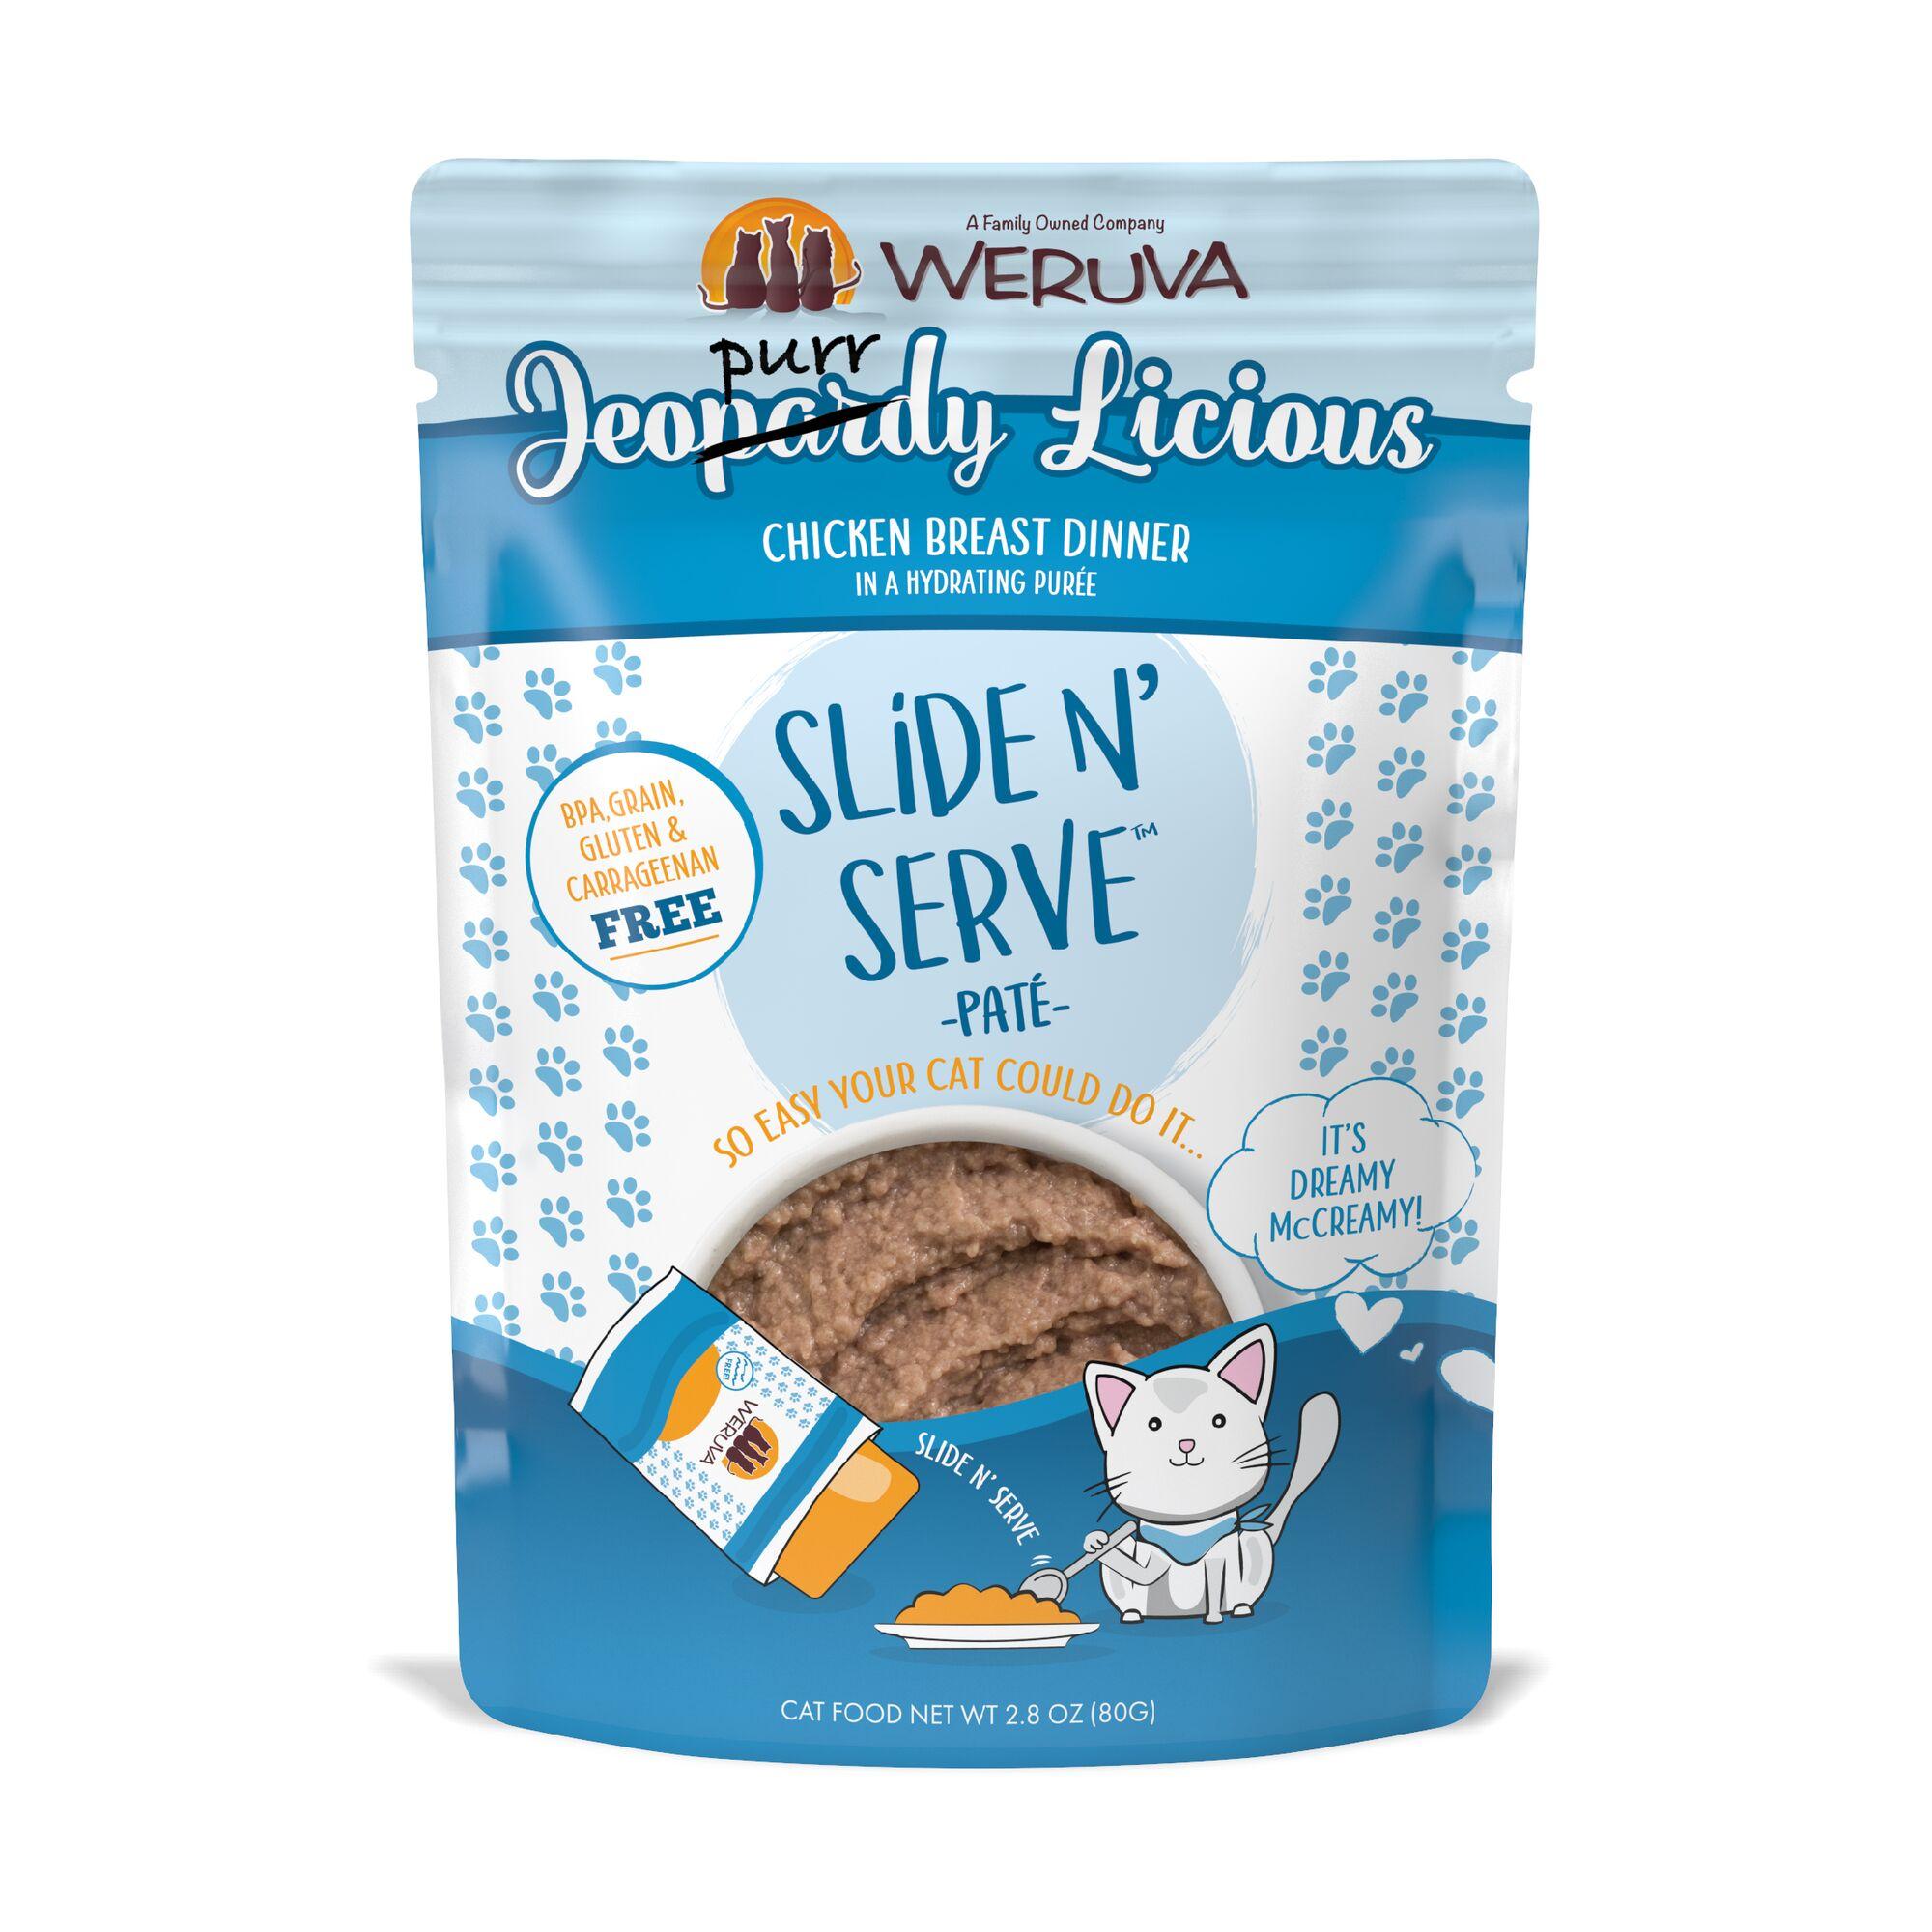 A Family Owned Company
WERUVA
purr
Jeopardy Licious
CHICKEN BREAST DINNER
IN A HYDRATING PURÉE
BPA, GRAIN,
GLUTEN &
CARRAGEENAN
FREE
SLiDE N'
SERVE™
-PATÉ-
SO EASY YOUR CAT COULD DO IT...
IT'S
DREAMY
McCREAMY!
FREE!
WERUVA
SLIDE N' SERVE
CAT FOOD NET WT 2.8 OZ (80G)